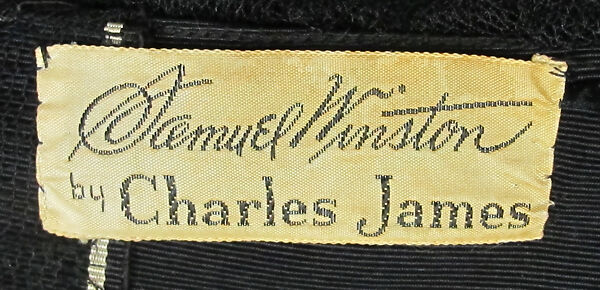 Samuel Winston
by Charles James